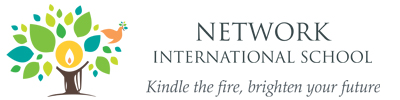 NETWORK
INTERNATIONAL SCHOOL
Kindle the fire, brighten your future